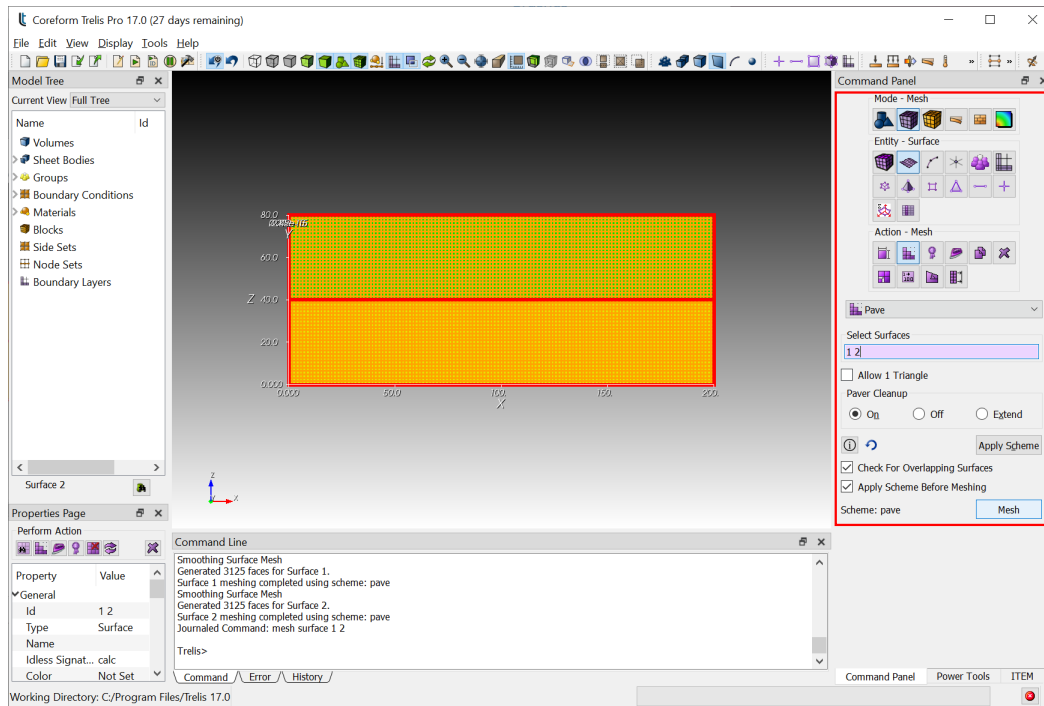 Coreform Trelis Pro 17.0 (27 days remaining)
File Edit View Display Tools Help
Model Tree
Current View Full Tree
Name Id
Volumes
Sheet Bodies
Groups
Boundary Conditions
Materials
Blocks
Side Sets
Node Sets
Boundary Layers
Surface 2
Properties Page
Perform Action
Property Value
General
Id 1 2
Type Surface
Name
Idless Signat... calc
Color Not Set
80.0
Y
60.0
Z 40.0
20.0
0.000
0.000 50.0 100. 150. 200.
X
Z
Y X
Command Line
Smoothing Surface Mesh
Generated 3125 faces for Surface 1.
Surface 1 meshing completed using scheme: pave
Smoothing Surface Mesh
Generated 3125 faces for Surface 2.
Surface 2 meshing completed using scheme: pave
Journaled Command: mesh surface 1 2
Trelis>
Command Error History
Command Panel
Mode - Mesh
Entity - Surface
Action - Mesh
Pave
Select Surfaces
1 2
Allow 1 Triangle
Paver Cleanup
On Off Extend
Apply Scheme
Check For Overlapping Surfaces
Apply Scheme Before Meshing
Scheme: pave Mesh
Command Panel Power Tools ITEM
Working Directory: C:/Program Files/Trelis 17.0